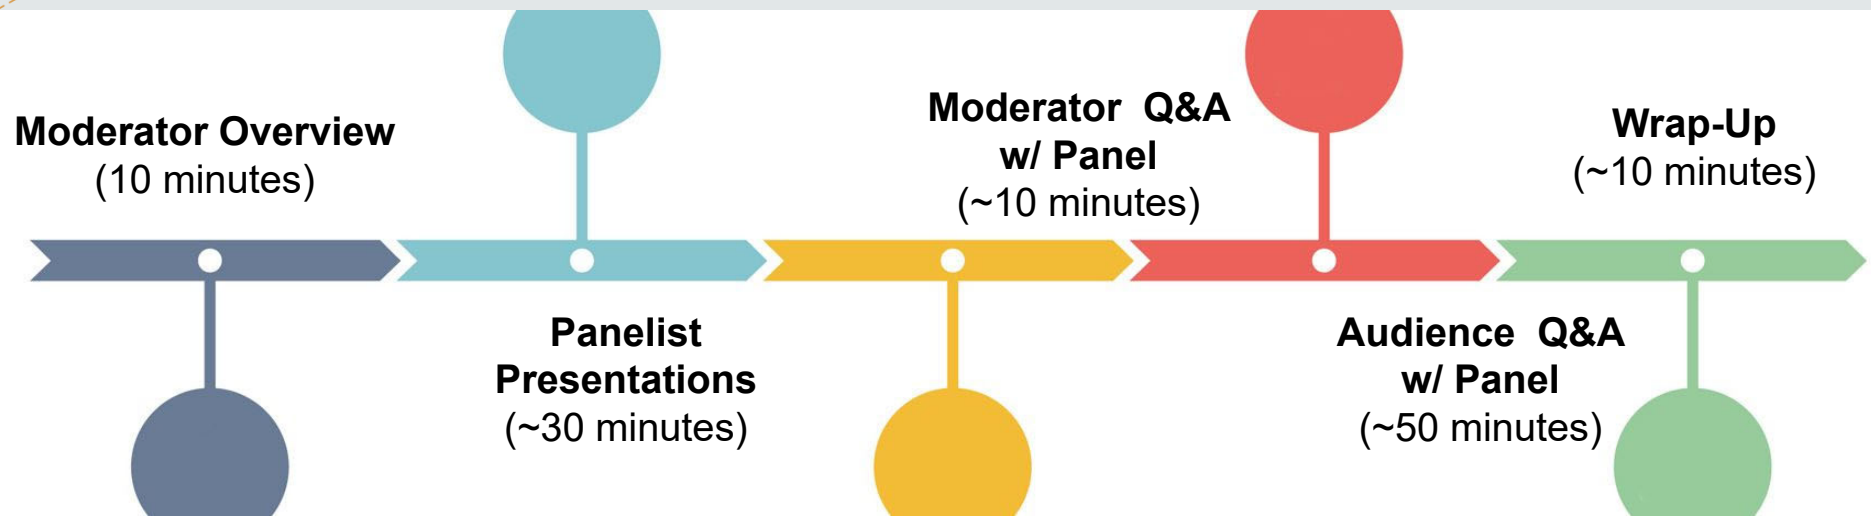 Moderator Overview
(10 minutes)
Panelist
Presentations
(~30 minutes)
Moderator  Q&A
w/ Panel
(~10 minutes)
Audience  Q&A
w/ Panel
(~50 minutes)
Wrap-Up
(~10 minutes)